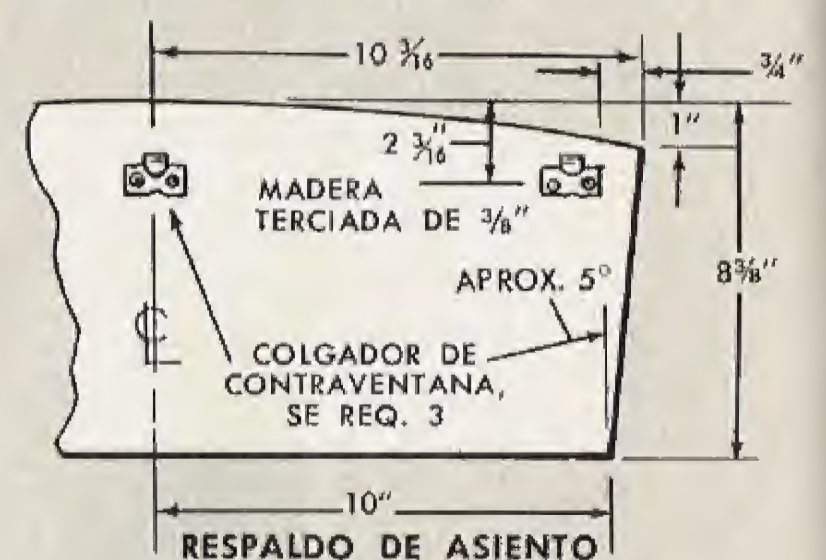 10 3/16
3/4"
1"
2 3/16"
MADERA
TERCIADA DE 3/8"
8 3/8"
APROX. 5°
℄
COLGADOR DE
CONTRAVENTANA,
SE REQ. 3
10"
RESPALDO DE ASIENTO